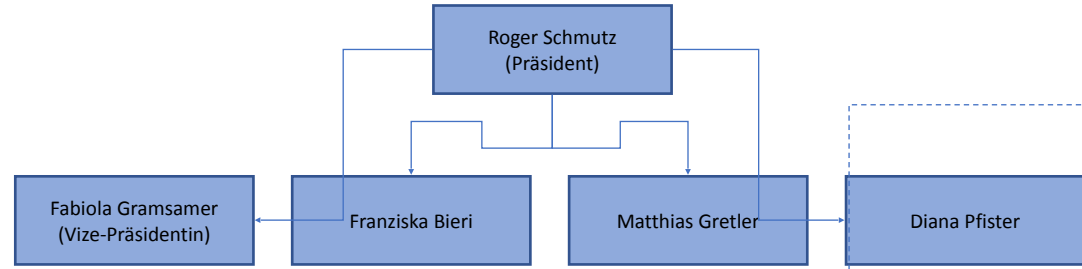 Roger Schmutz
(Präsident)
Fabiola Gramsamer
(Vize-Präsidentin)
Franziska Bieri
Matthias Gretler
Diana Pfister